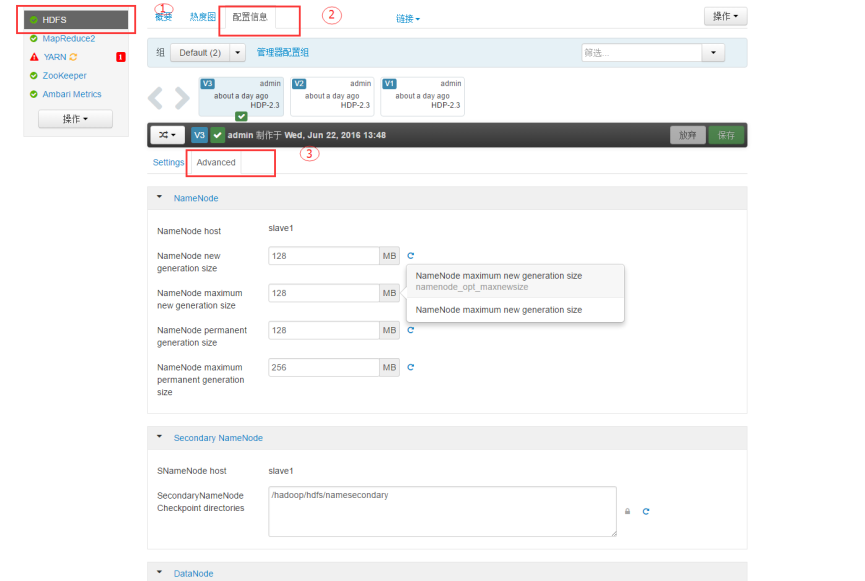 HDFS
MapReduce2
YARN 1
ZooKeeper
Ambari Metrics
操作
① 概要 热度图 配置信息 ② 链接 操作
组 Default (2) 管理器配置组 筛选...
V3 admin
about a day ago
HDP-2.3
V2 admin
about a day ago
HDP-2.3
V1 admin
about a day ago
HDP-2.3
V3 admin 制作于 Wed, Jun 22, 2016 13:48 放弃 保存
Settings Advanced ③
NameNode
NameNode host slave1
NameNode new generation size 128 MB
NameNode maximum new generation size 128 MB
NameNode maximum new generation size
namenode_opt_maxnewsize
NameNode maximum new generation size
NameNode permanent generation size 128 MB
NameNode maximum permanent generation size 256 MB
Secondary NameNode
SNameNode host slave1
SecondaryNameNode Checkpoint directories /hadoop/hdfs/namesecondary
DataNode